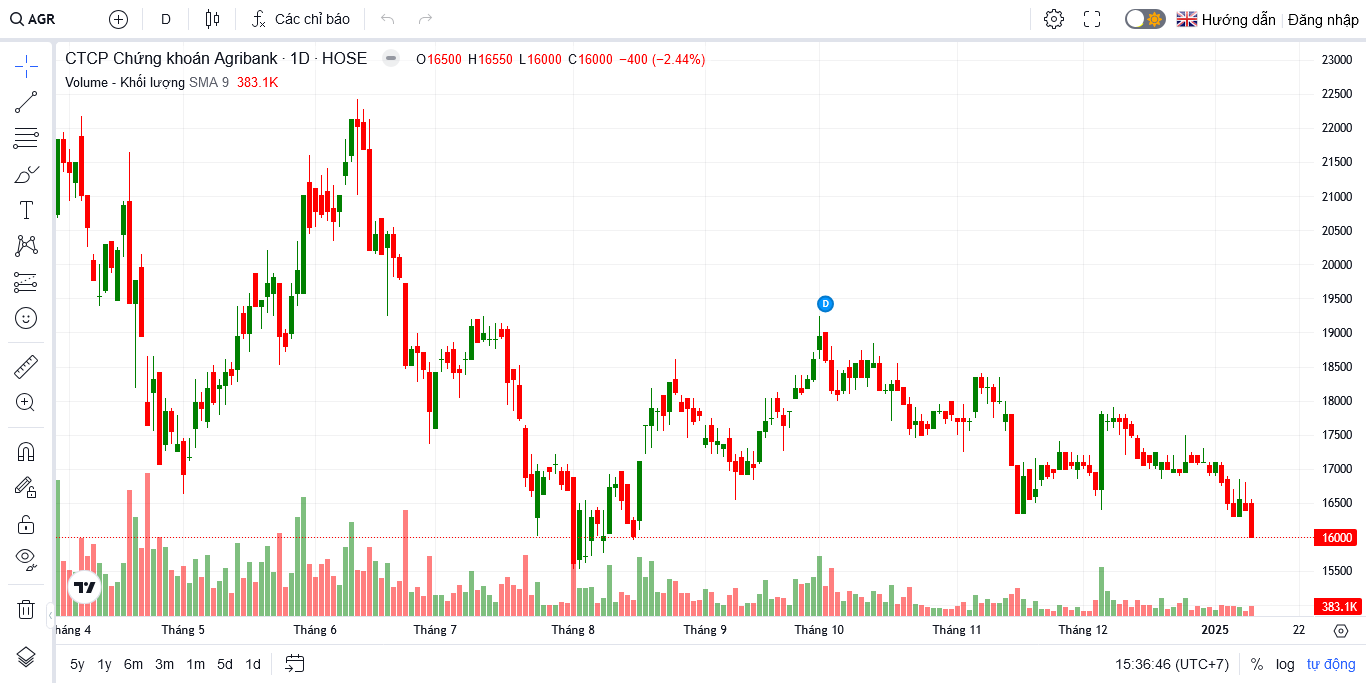 AGR D Các chỉ báo Hướng dẫn Đăng nhập
CTCP Chứng khoán Agribank · 1D · HOSE O16500 H16550 L16000 C16000 −400 (−2.44%)
Volume - Khối lượng SMA 9 383.1K
23000
22500
22000
21500
21000
20500
20000
19500
19000
18500
18000
17500
17000
16500
16000
15500
383.1K
D
háng 4 Tháng 5 Tháng 6 Tháng 7 Tháng 8 Tháng 9 Tháng 10 Tháng 11 Tháng 12 2025 22
5y 1y 6m 3m 1m 5d 1d 15:36:46 (UTC+7) % log tự động